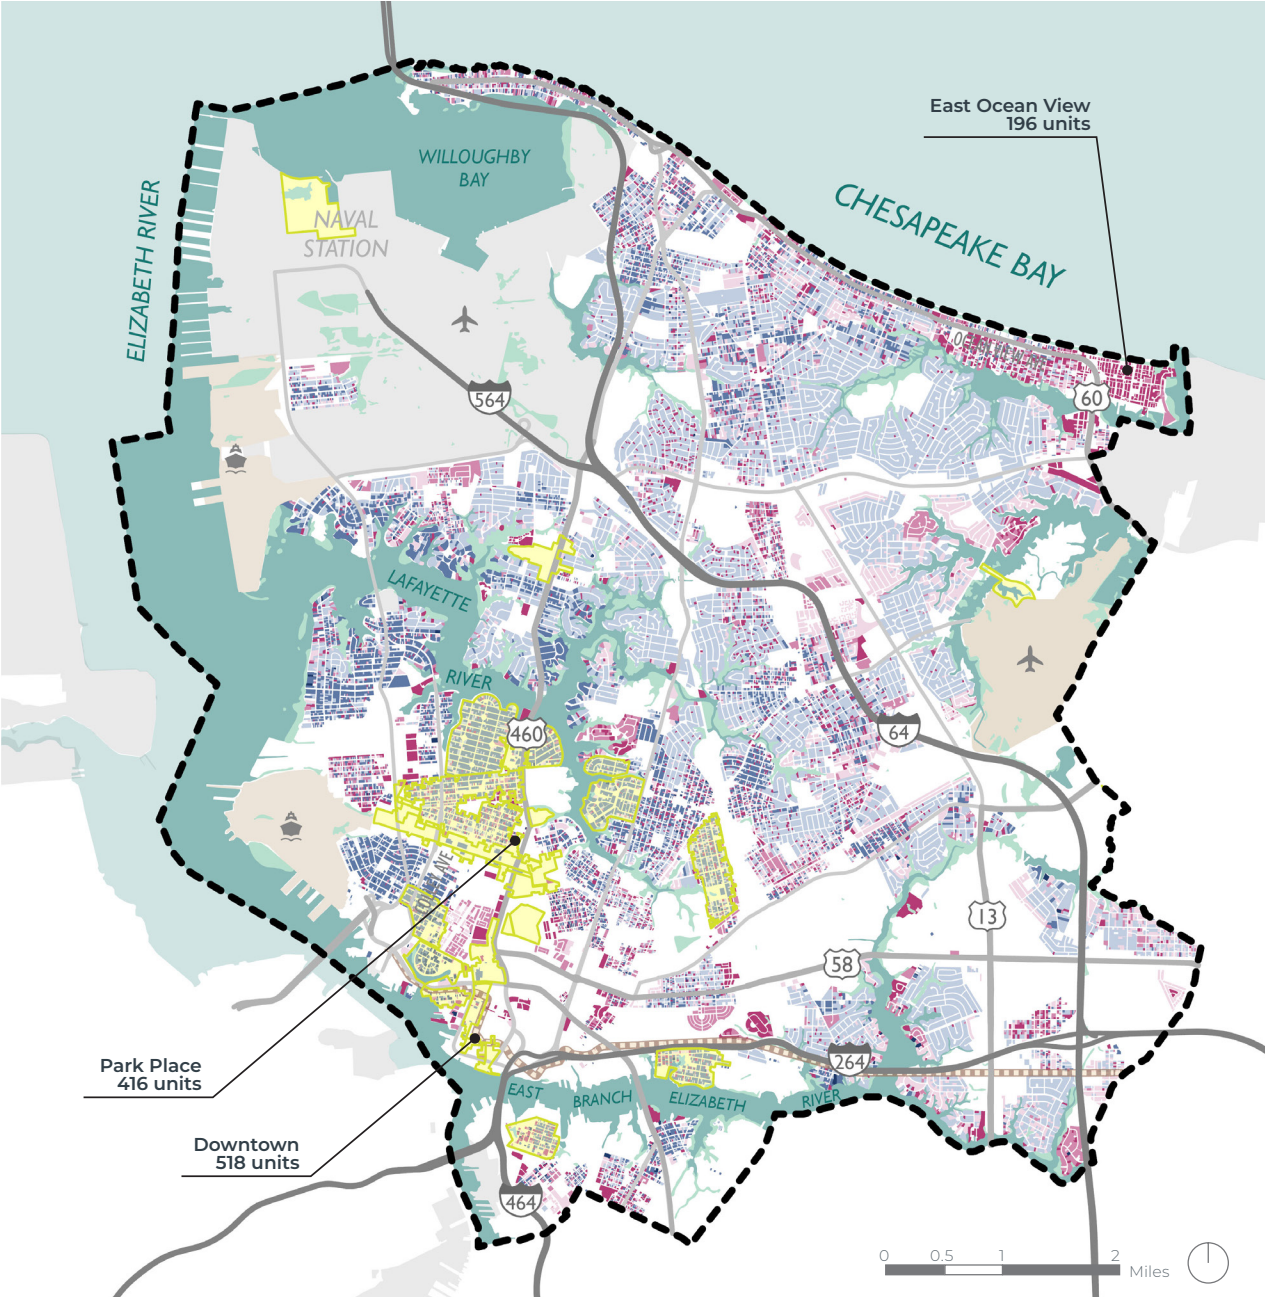 East Ocean View
196 units
WILLOUGHBY
BAY
CHESAPEAKE BAY
ELIZABETH RIVER
NAVAL
STATION
60
564
LAFAYETTE
RIVER
460
64
13
58
Park Place
416 units
264
EAST
BRANCH
ELIZABETH
RIVER
Downtown
518 units
464
0
0.5
1
2
Miles